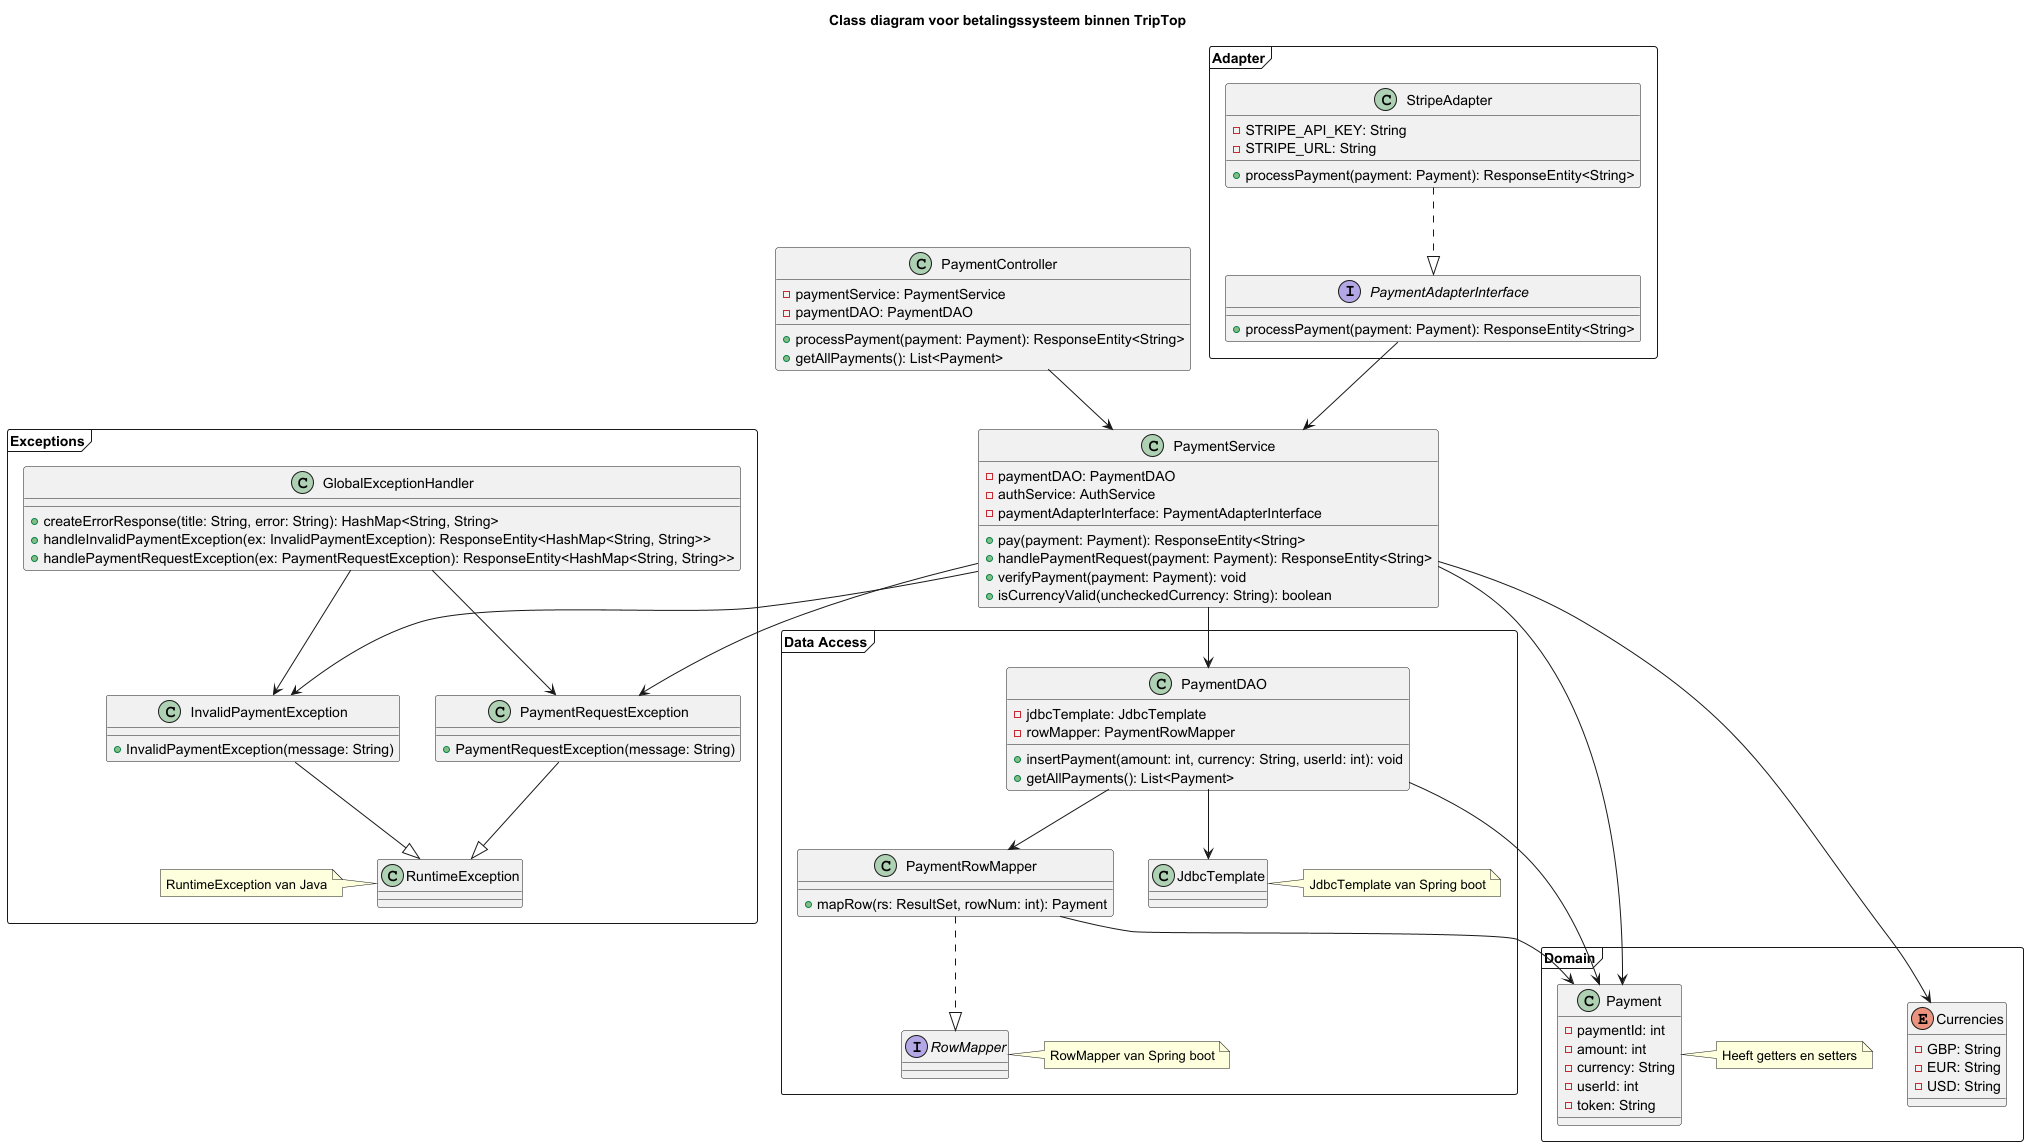 Class diagram voor betalingssysteem binnen TripTop
Adapter
C StripeAdapter
STRIPE_API_KEY: String
STRIPE_URL: String
processPayment(payment: Payment): ResponseEntity<String>
I PaymentAdapterInterface
processPayment(payment: Payment): ResponseEntity<String>
C PaymentController
paymentService: PaymentService
paymentDAO: PaymentDAO
processPayment(payment: Payment): ResponseEntity<String>
getAllPayments(): List<Payment>
C PaymentService
paymentDAO: PaymentDAO
authService: AuthService
paymentAdapterInterface: PaymentAdapterInterface
pay(payment: Payment): ResponseEntity<String>
handlePaymentRequest(payment: Payment): ResponseEntity<String>
verifyPayment(payment: Payment): void
isCurrencyValid(uncheckedCurrency: String): boolean
Exceptions
C GlobalExceptionHandler
createErrorResponse(title: String, error: String): HashMap<String, String>
handleInvalidPaymentException(ex: InvalidPaymentException): ResponseEntity<HashMap<String, String>>
handlePaymentRequestException(ex: PaymentRequestException): ResponseEntity<HashMap<String, String>>
C InvalidPaymentException
InvalidPaymentException(message: String)
C PaymentRequestException
PaymentRequestException(message: String)
C RuntimeException
RuntimeException van Java
Data Access
C PaymentDAO
jdbcTemplate: JdbcTemplate
rowMapper: PaymentRowMapper
insertPayment(amount: int, currency: String, userId: int): void
getAllPayments(): List<Payment>
C PaymentRowMapper
mapRow(rs: ResultSet, rowNum: int): Payment
C JdbcTemplate
JdbcTemplate van Spring boot
I RowMapper
RowMapper van Spring boot
Domain
C Payment
paymentId: int
amount: int
currency: String
userId: int
token: String
Heeft getters en setters
E Currencies
GBP: String
EUR: String
USD: String